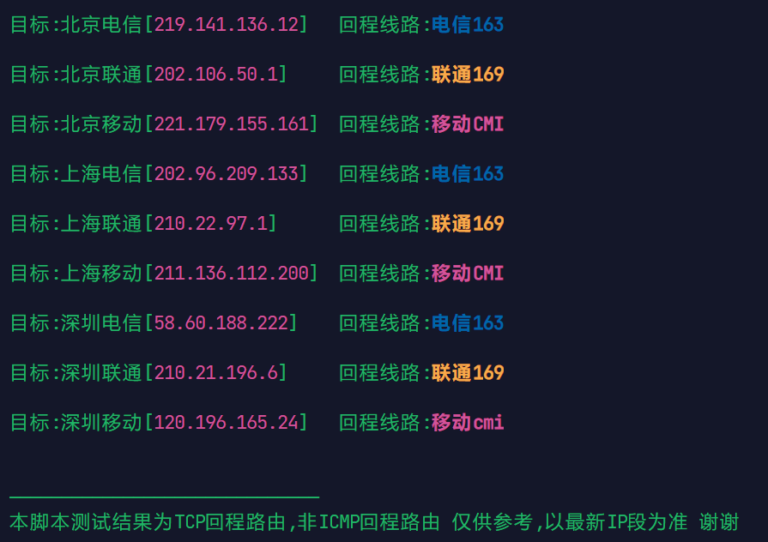 目标:北京电信[219.141.136.12] 回程线路:电信163
目标:北京联通[202.106.50.1] 回程线路:联通169
目标:北京移动[221.179.155.161] 回程线路:移动CMI
目标:上海电信[202.96.209.133] 回程线路:电信163
目标:上海联通[210.22.97.1] 回程线路:联通169
目标:上海移动[211.136.112.200] 回程线路:移动CMI
目标:深圳电信[58.60.188.222] 回程线路:电信163
目标:深圳联通[210.21.196.6] 回程线路:联通169
目标:深圳移动[120.196.165.24] 回程线路:移动cmi
本脚本测试结果为TCP回程路由,非ICMP回程路由 仅供参考,以最新IP段为准 谢谢